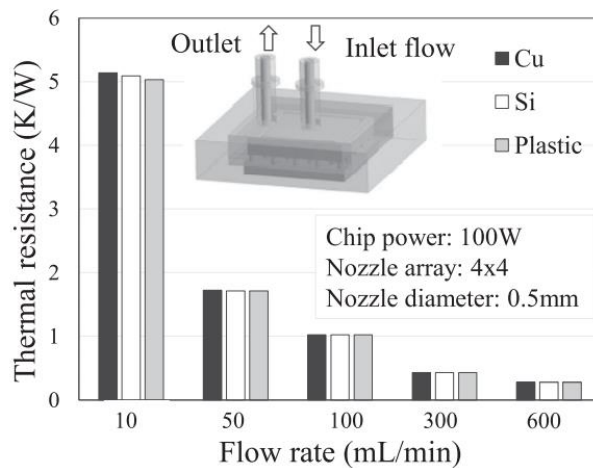 6
5
4
3
2
1
0
Thermal resistance (K/W)
Outlet
Inlet flow
Cu
Si
Plastic
Chip power: 100W
Nozzle array: 4x4
Nozzle diameter: 0.5mm
10 50 100 300 600
Flow rate (mL/min)